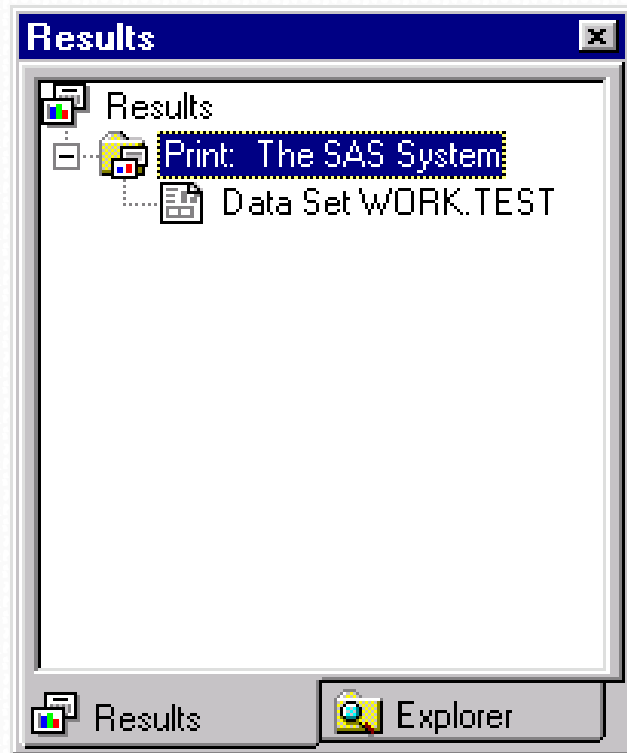 Results
Results
Print: The SAS System
Data Set WORK.TEST
Results
Explorer